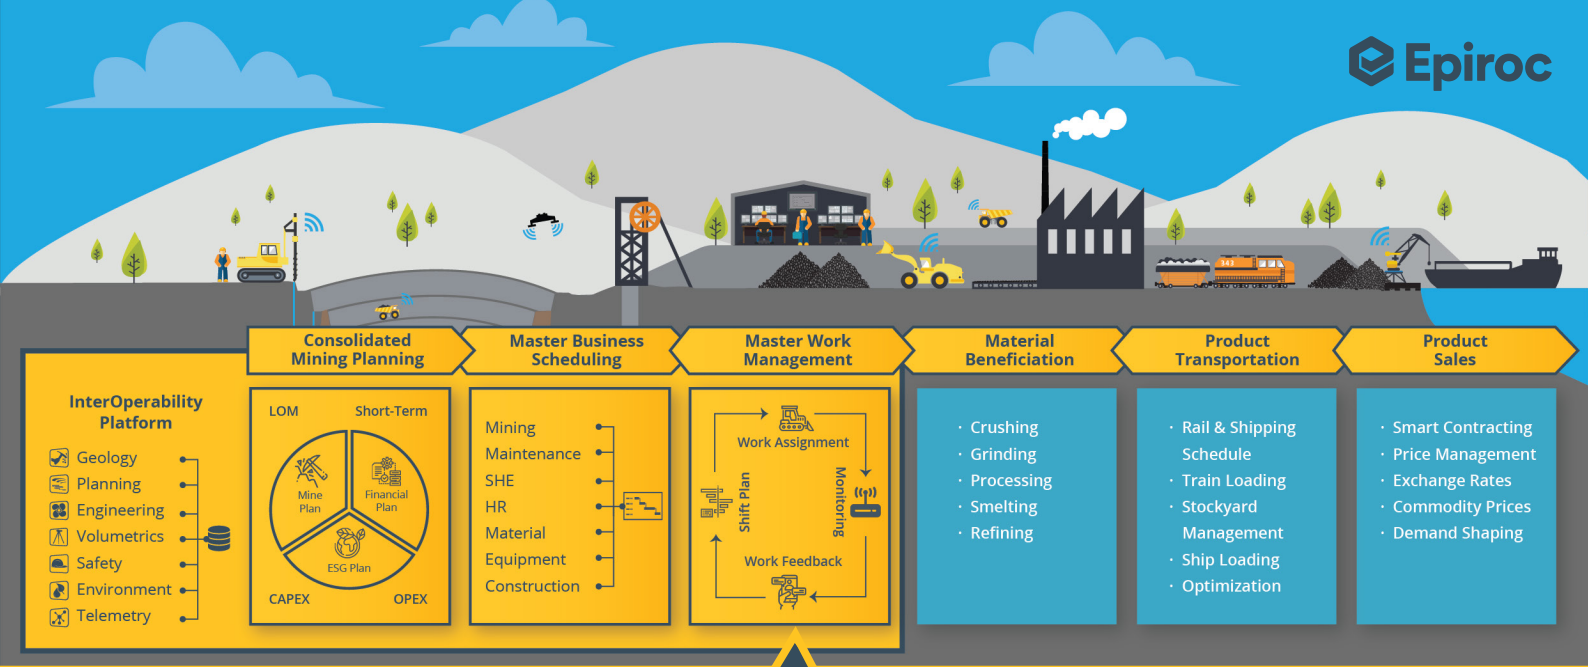 Epiroc
343
Consolidated
Mining Planning
Master Business
Scheduling
Master Work
Management
Material
Beneficiation
Product
Transportation
Product
Sales
InterOperability
Platform
Geology
Planning
Engineering
Volumetrics
Safety
Environment
Telemetry
LOM
Short-Term
Mine
Plan
Financial
Plan
ESG Plan
CAPEX
OPEX
Mining
Maintenance
SHE
HR
Material
Equipment
Construction
Work Assignment
Shift Plan
Monitoring
Work Feedback
· Crushing
· Grinding
· Processing
· Smelting
· Refining
· Rail & Shipping
Schedule
· Train Loading
· Stockyard
Management
· Ship Loading
· Optimization
· Smart Contracting
· Price Management
· Exchange Rates
· Commodity Prices
· Demand Shaping